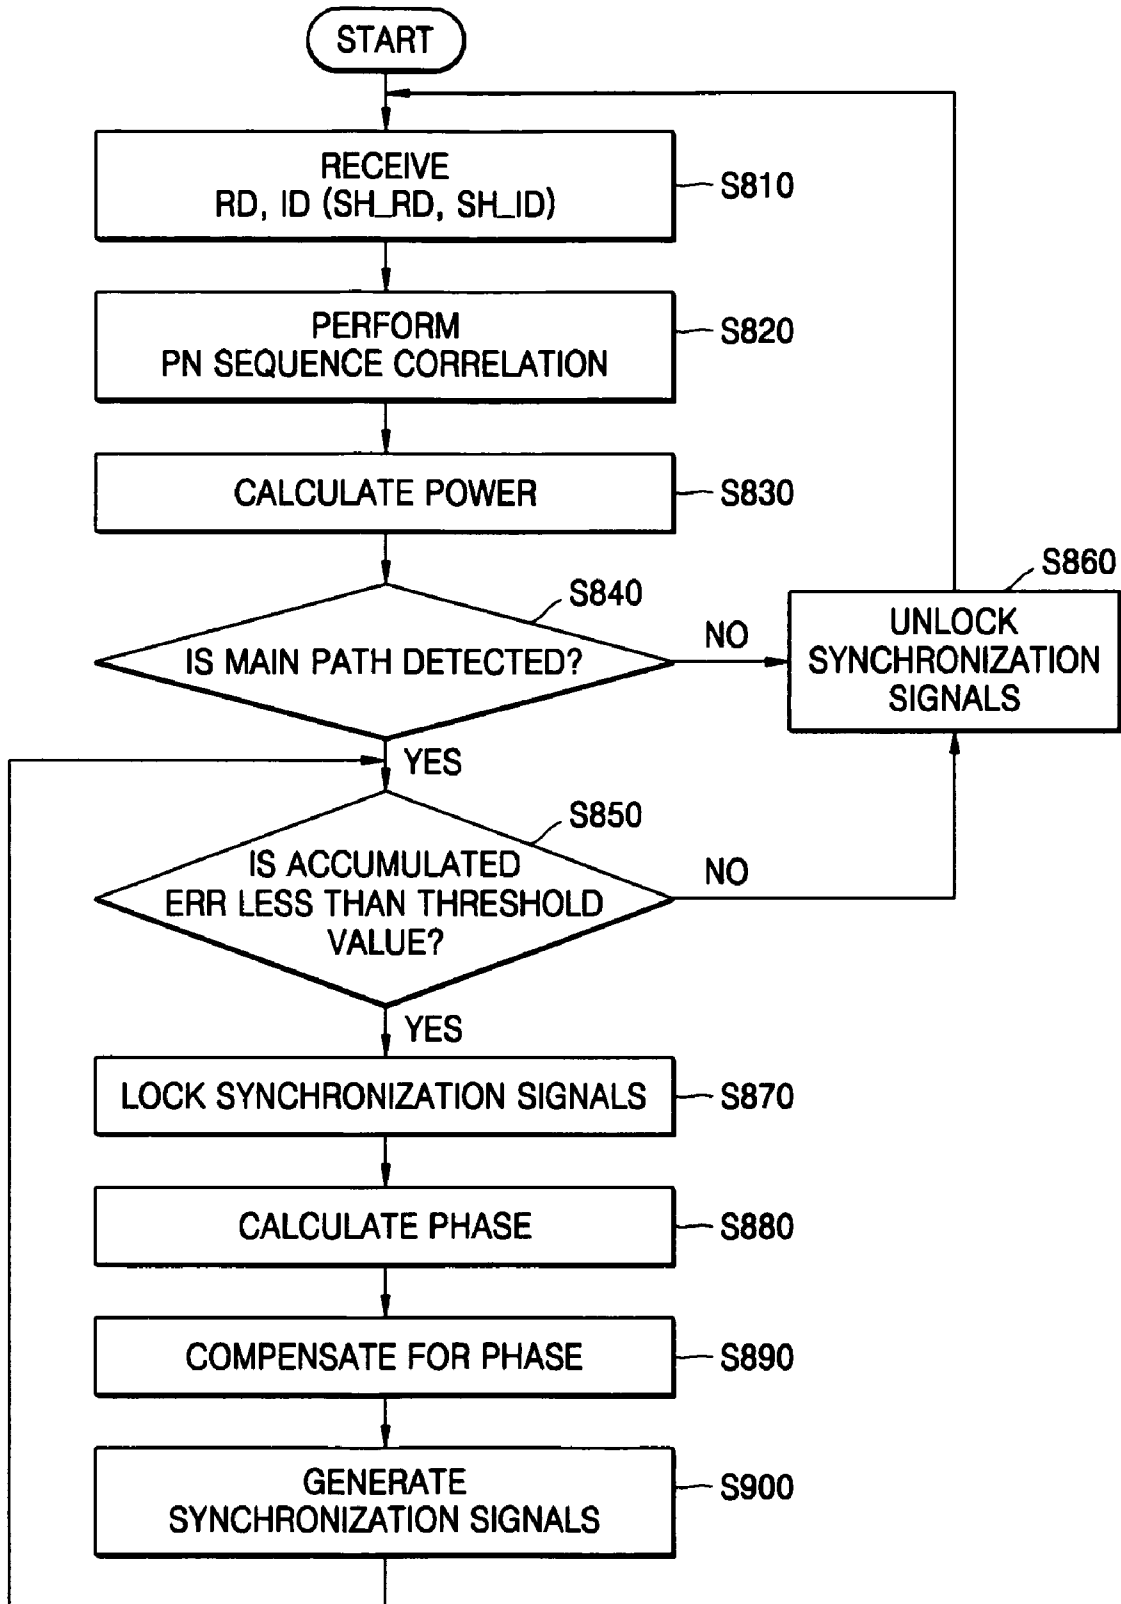 START
RECEIVE
RD, ID (SH_RD, SH_ID)
S810
PERFORM
PN SEQUENCE CORRELATION
S820
CALCULATE POWER
S830
S840
IS MAIN PATH DETECTED?
NO
S860
UNLOCK
SYNCHRONIZATION
SIGNALS
YES
S850
IS ACCUMULATED
ERR LESS THAN THRESHOLD
VALUE?
NO
YES
LOCK SYNCHRONIZATION SIGNALS
S870
CALCULATE PHASE
S880
COMPENSATE FOR PHASE
S890
GENERATE
SYNCHRONIZATION SIGNALS
S900